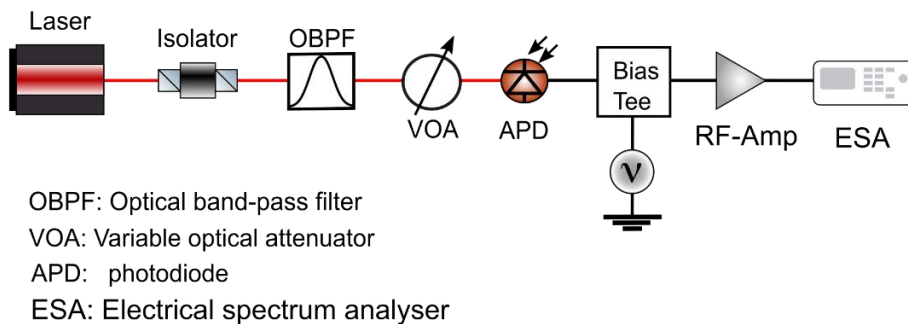 Laser
Isolator
OBPF
VOA
APD
Bias
Tee
V
RF-Amp
ESA
OBPF: Optical band-pass filter
VOA: Variable optical attenuator
APD: photodiode
ESA: Electrical spectrum analyser